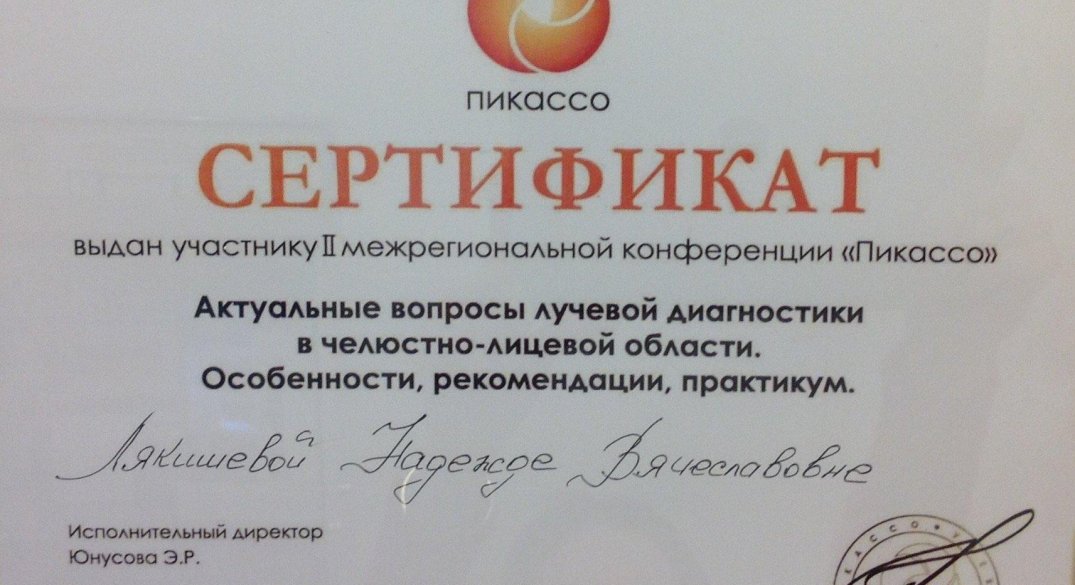 ПИКАССО
СЕРТИФИКАТ
выдан участнику II межрегиональной конференции «Пикассо»
Актуальные вопросы лучевой диагностики
в челюстно-лицевой области.
Особенности, рекомендации, практикум.
Лякишевой Надежде Вячеславовне
Исполнительный директор
Юнусова Э.Р.